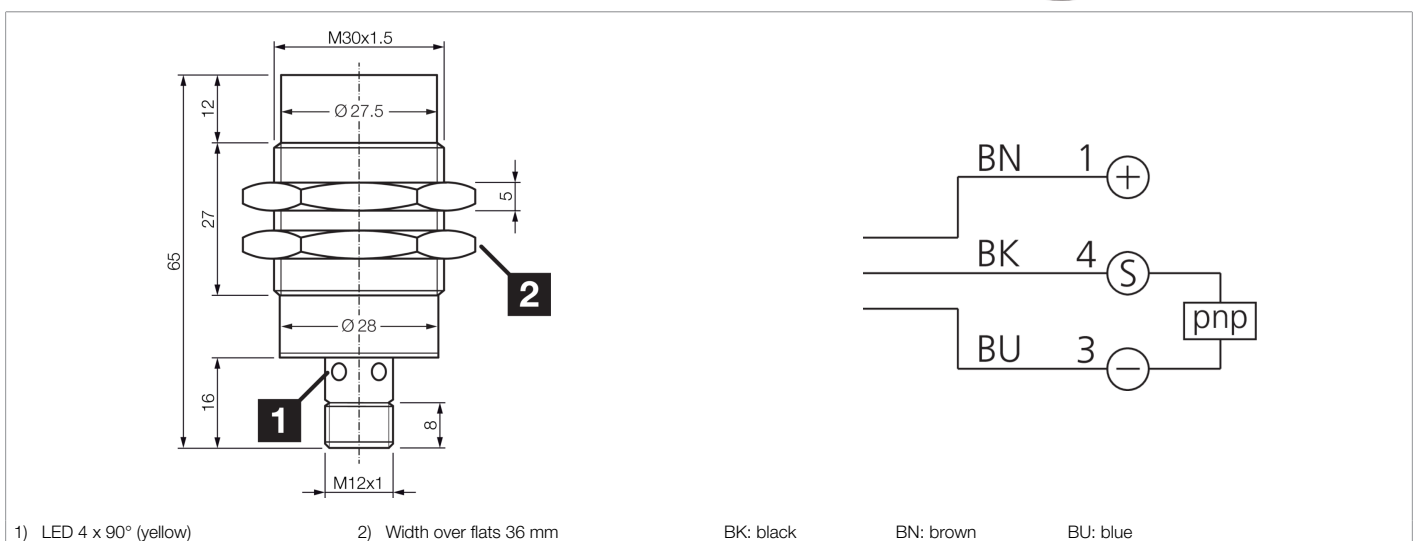 M30x1.5
Ø 27.5
12
5
27
65
2
Ø 28
1
16
8
M12x1
BN 1
+
BK 4
S
pnp
BU 3
−
1) LED 4 x 90° (yellow) 2) Width over flats 36 mm BK: black BN: brown BU: blue